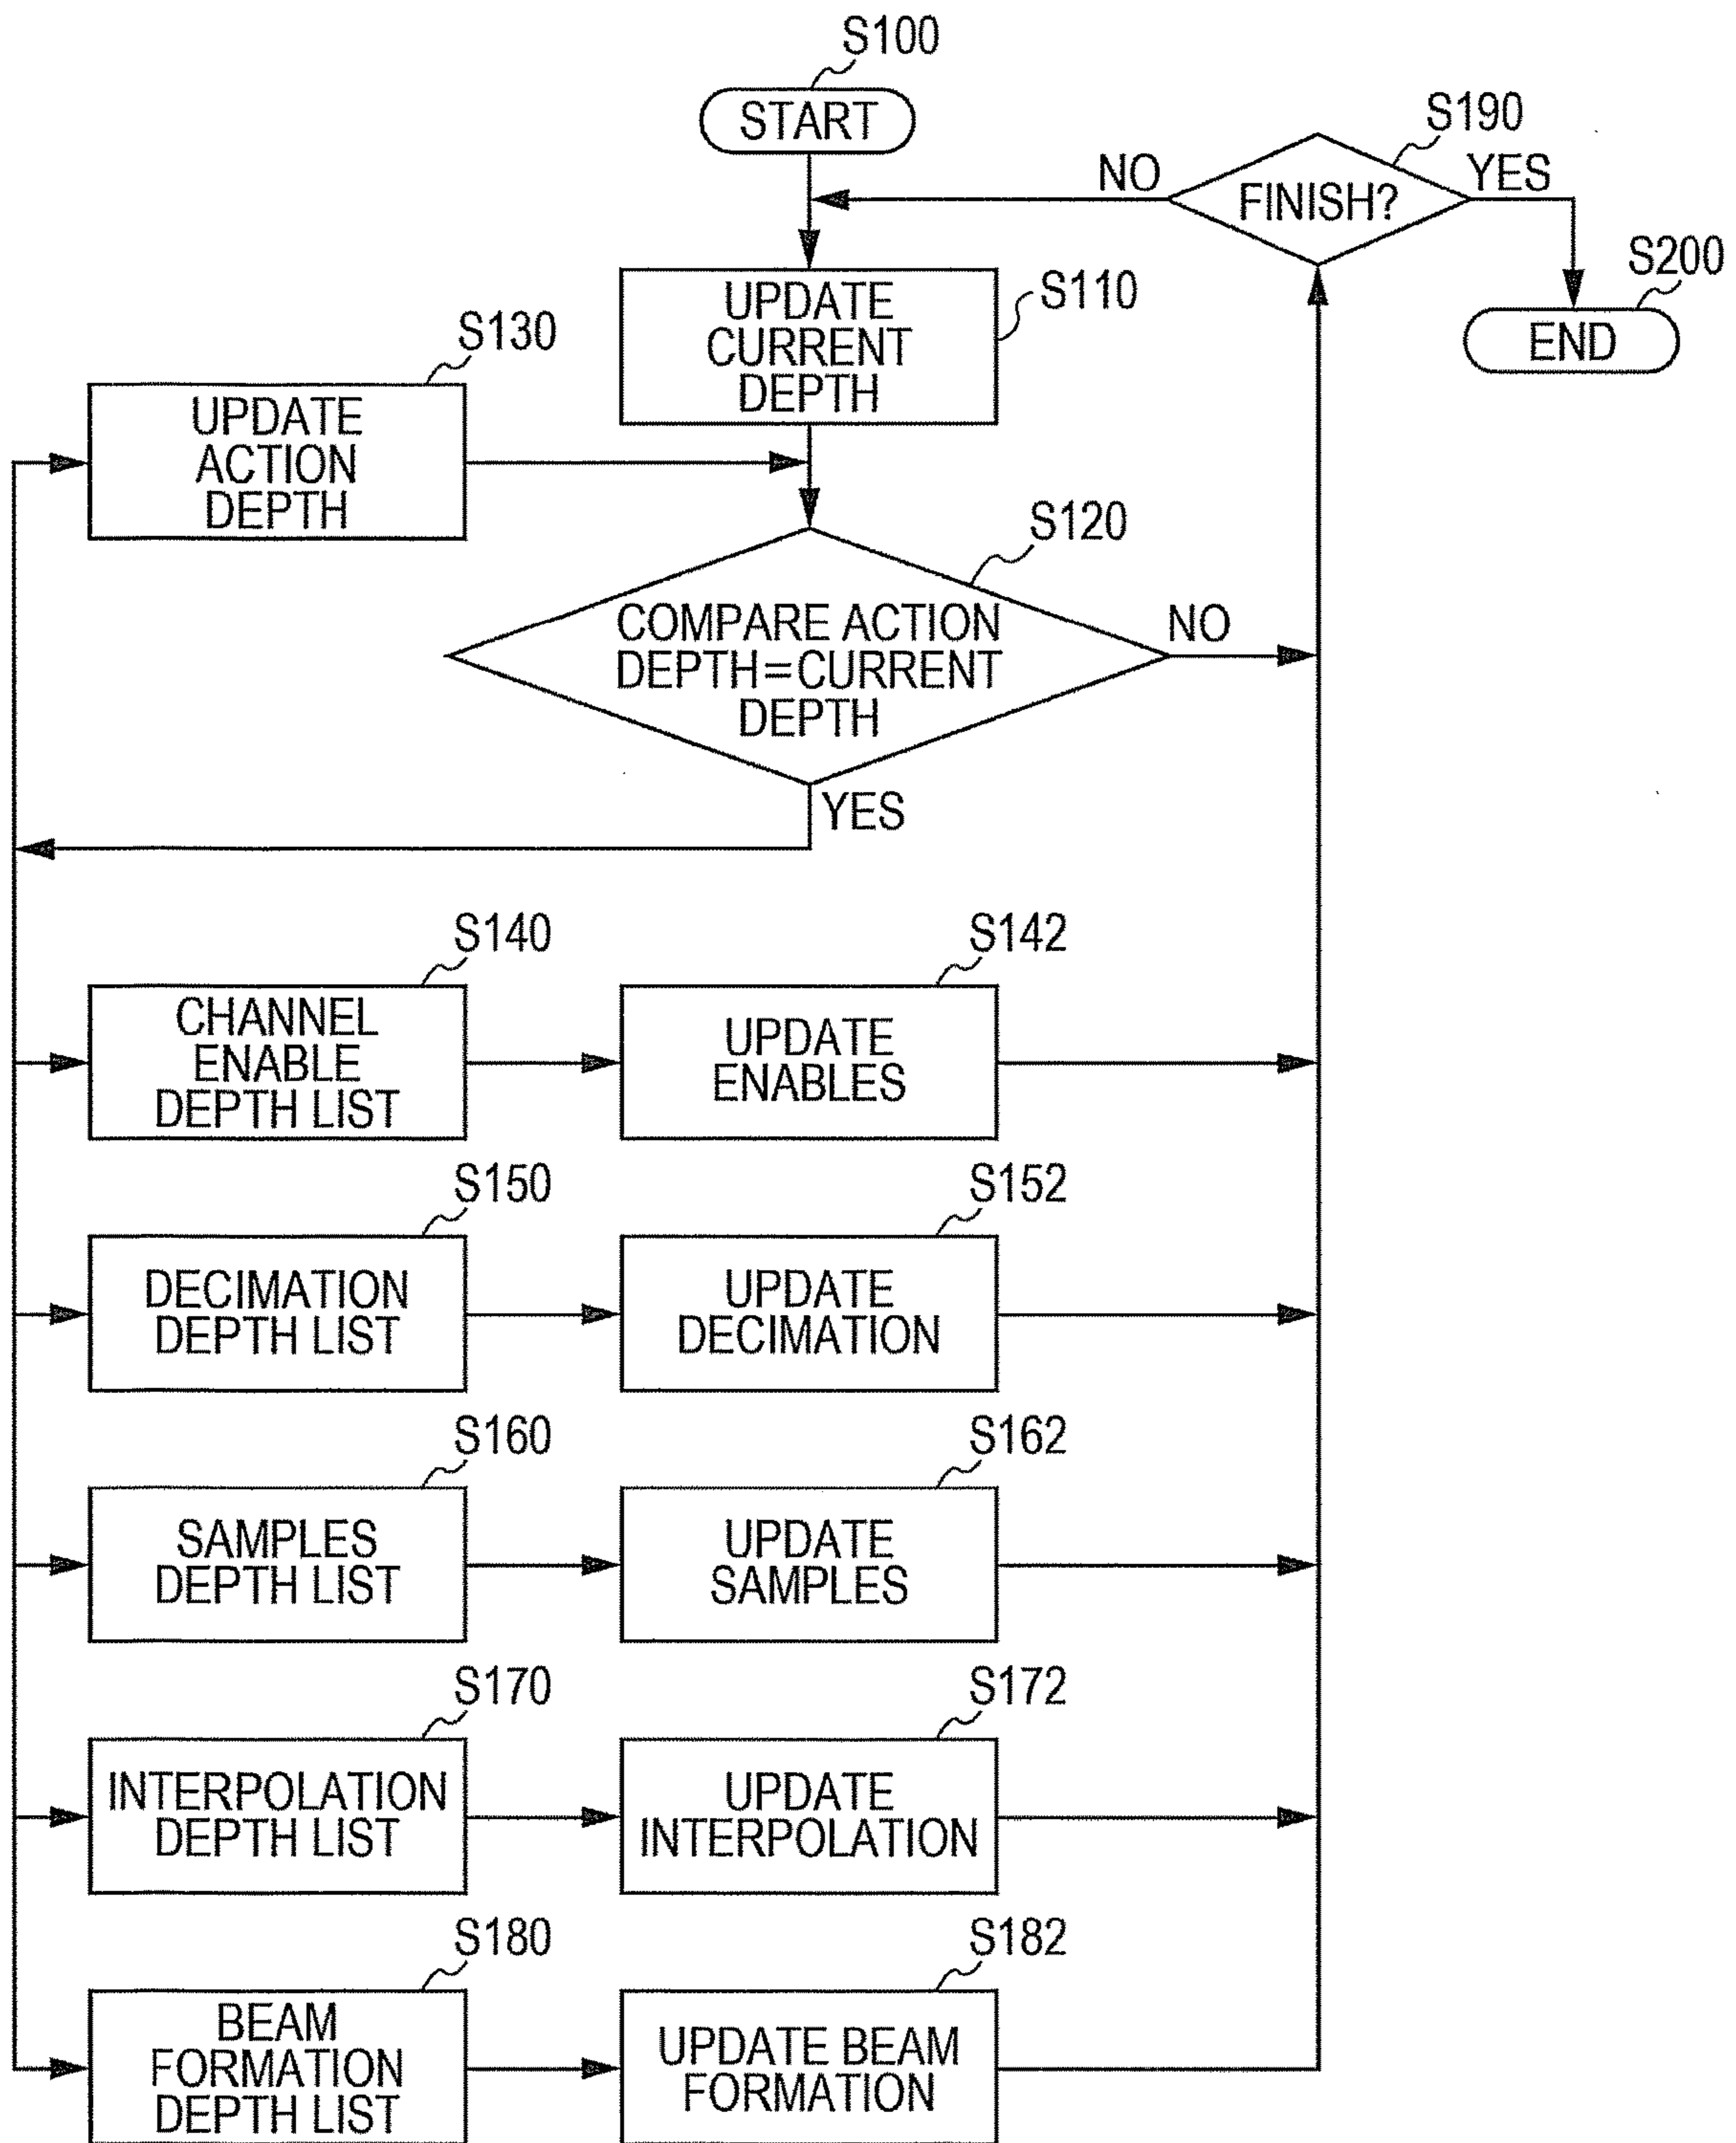 S100
START
S190
NO
FINISH?
YES
S200
END
S110
UPDATE
CURRENT
DEPTH
S130
UPDATE
ACTION
DEPTH
S120
COMPARE ACTION
DEPTH=CURRENT
DEPTH
NO
YES
S140
CHANNEL
ENABLE
DEPTH LIST
S142
UPDATE
ENABLES
S150
DECIMATION
DEPTH LIST
S152
UPDATE
DECIMATION
S160
SAMPLES
DEPTH LIST
S162
UPDATE
SAMPLES
S170
INTERPOLATION
DEPTH LIST
S172
UPDATE
INTERPOLATION
S180
BEAM
FORMATION
DEPTH LIST
S182
UPDATE BEAM
FORMATION